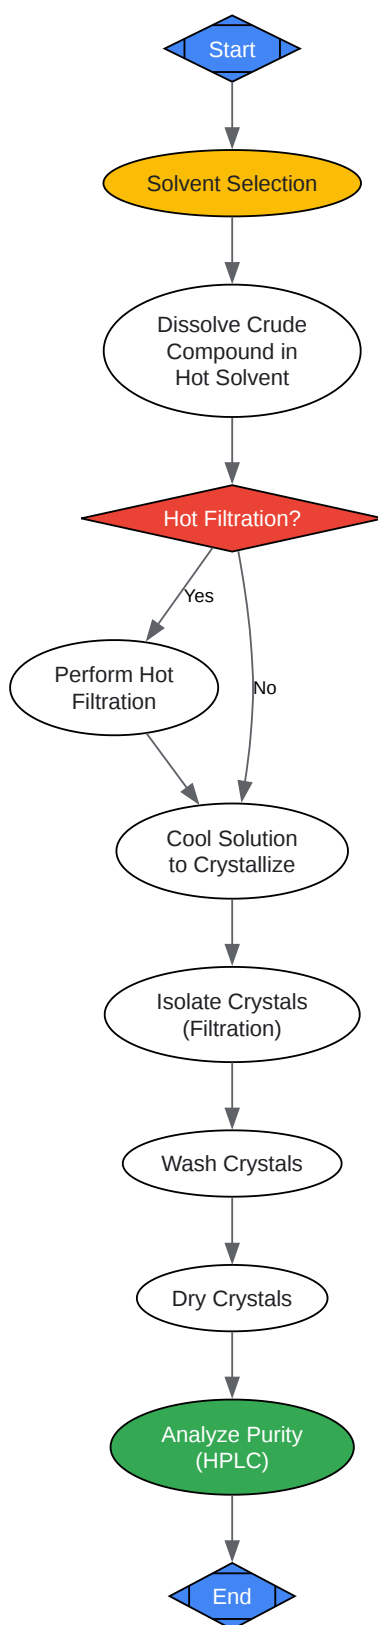 Start
Solvent Selection
Dissolve Crude
Compound in
Hot Solvent
Hot Filtration?
Yes
Perform Hot
Filtration
No
Cool Solution
to Crystallize
Isolate Crystals
(Filtration)
Wash Crystals
Dry Crystals
Analyze Purity
(HPLC)
End